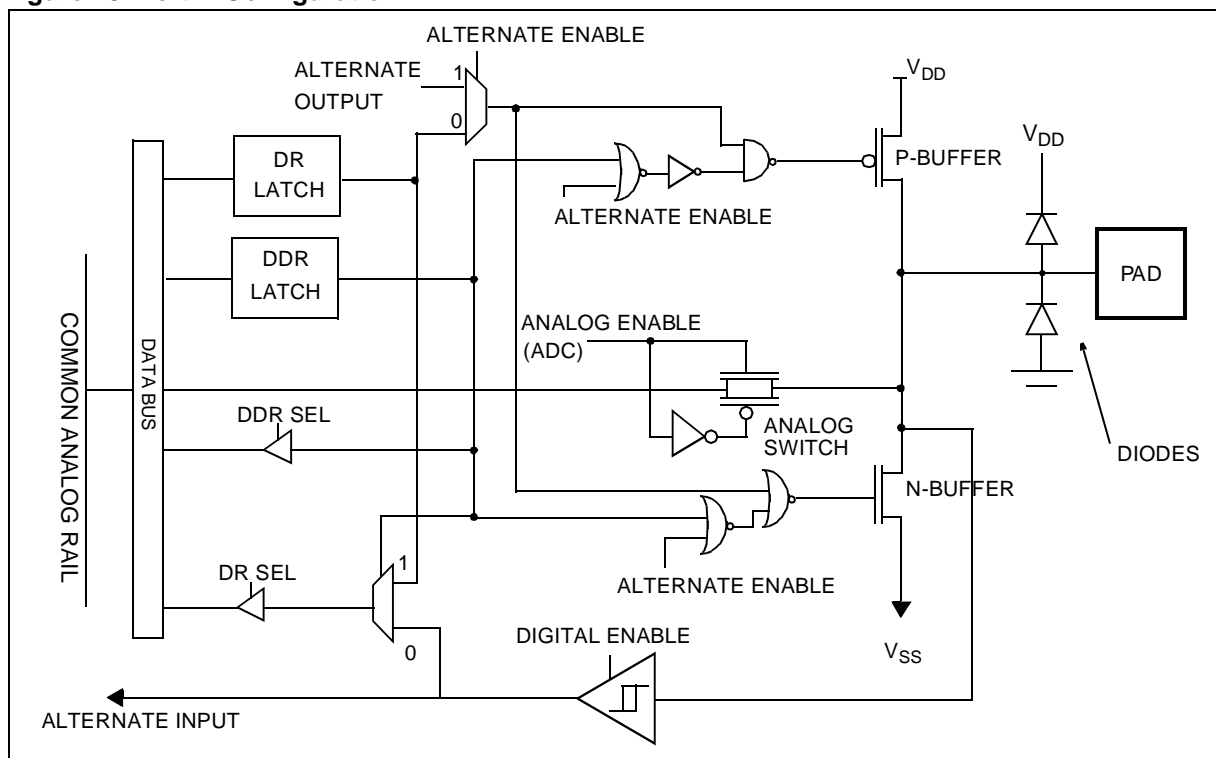 Figure Configuration
ALTERNATE ENABLE
ALTERNATE
OUTPUT
1
0
VDD
P-BUFFER
VDD
DR
LATCH
ALTERNATE ENABLE
DDR
LATCH
PAD
COMMON ANALOG RAIL
DATA BUS
ANALOG ENABLE
(ADC)
ANALOG
SWITCH
DDR SEL
DIODES
N-BUFFER
1
DR SEL
ALTERNATE ENABLE
0
DIGITAL ENABLE
VSS
ALTERNATE INPUT